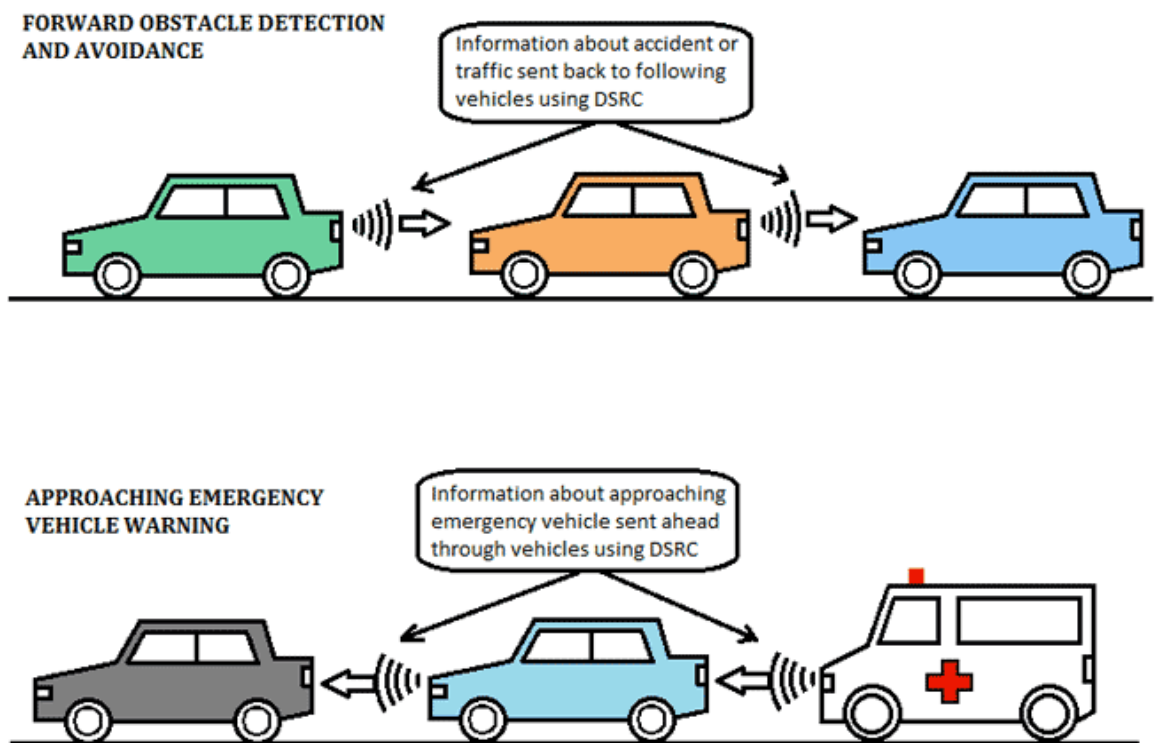 FORWARD OBSTACLE DETECTION
AND AVOIDANCE
Information about accident or
traffic sent back to following
vehicles using DSRC
APPROACHING EMERGENCY
VEHICLE WARNING
Information about approaching
emergency vehicle sent ahead
through vehicles using DSRC